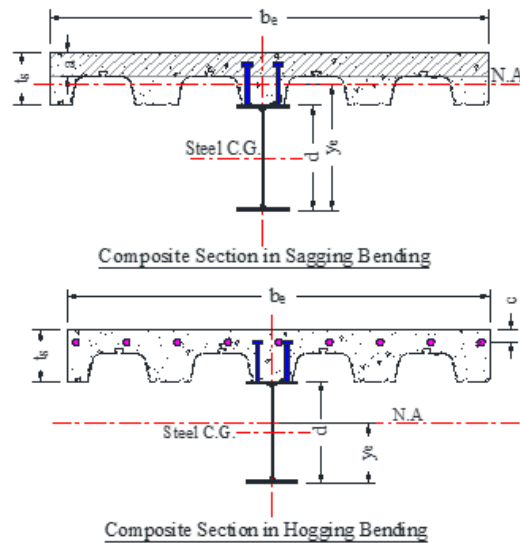 be
ts
a
N.A
Steel C.G.
d
ye
Composite Section in Sagging Bending
be
c
ts
N.A
Steel C.G.
d
ye
Composite Section in Hogging Bending